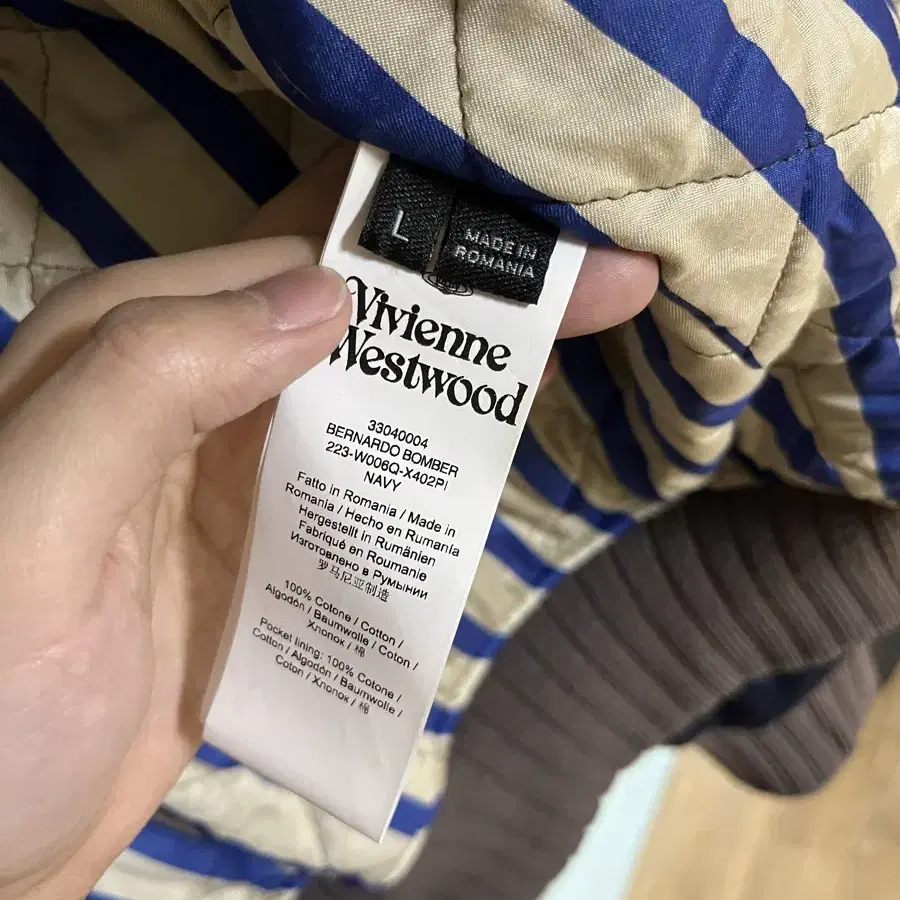 L
MADE IN
ROMANIA
Vivienne
Westwood
33040004
BERNARDO BOMBER
223-W006Q-X402PI
NAVY
Fatto in Romania / Made in
Romania / Hecho en Rumanía
Hergestellt in Rumänien
Fabriqué en Roumanie
Изготовлено в Румынии
罗马尼亚制造
100% Cotone / Cotton /
Algodón / Baumwolle / Coton /
Хлопок / 棉
Pocket lining: 100% Cotone /
Cotton / Algodón / Baumwolle /
Coton / Хлопок / 棉